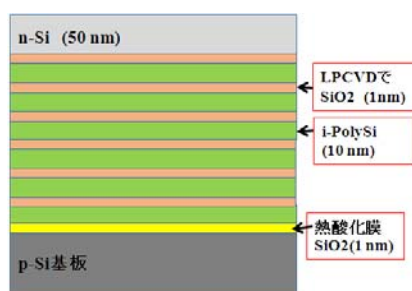 n-Si (50 nm)
LPCVDで
SiO2 (1nm)
i-PolySi
(10 nm)
熱酸化膜
SiO2(1 nm)
p-Si基板